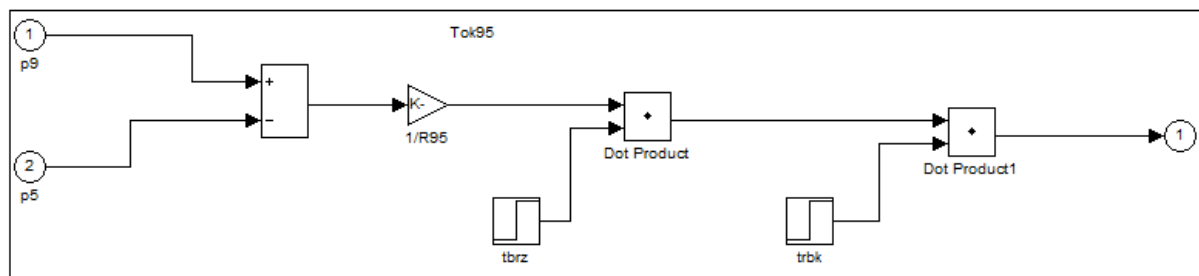 Tok95
1
p9
+
−
K-
1/R95
2
p5
Dot Product
Dot Product1
1
tbrz
trbk